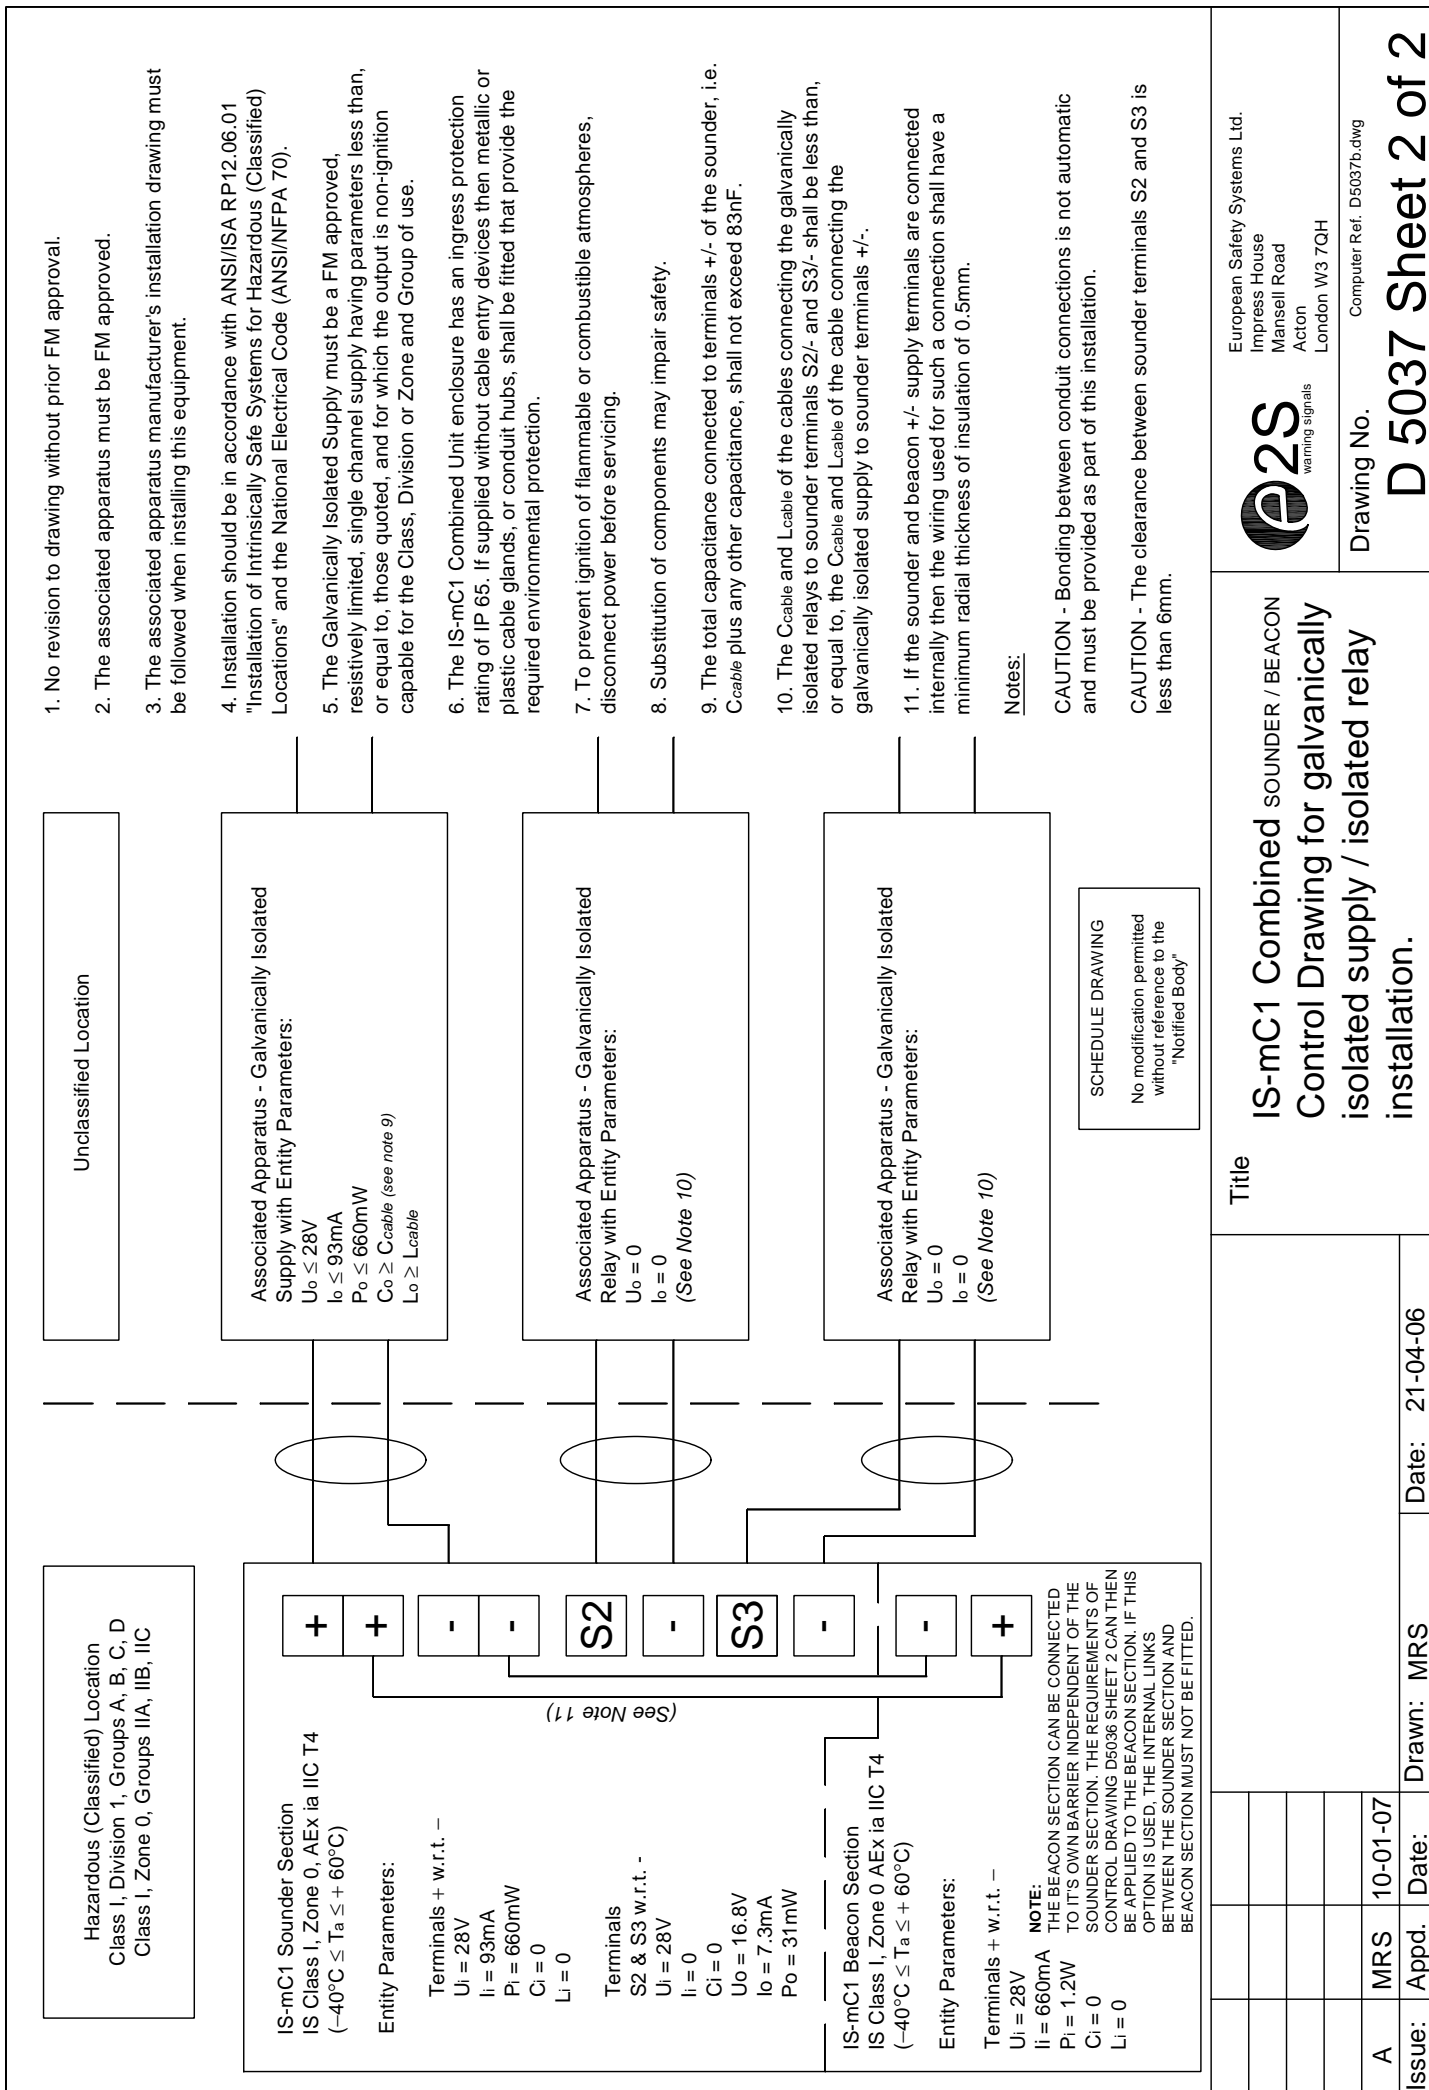 Hazardous (Classified) Location
Class I, Division 1, Groups A, B, C, D
Class I, Zone 0, Groups IIA, IIB, IIC
Unclassified Location
IS-mC1 Sounder Section
IS Class I, Zone 0, AEx ia IIC T4
(–40°C ≤ Ta ≤ + 60°C)
Entity Parameters:
Terminals + w.r.t. –
Ui = 28V
Ii = 93mA
Pi = 660mW
Ci = 0
Li = 0
Terminals
S2 & S3 w.r.t. -
Ui = 28V
Ii = 0
Ci = 0
Uo = 16.8V
Io = 7.3mA
Po = 31mW
+
+
-
-
S2
-
S3
-
-
+
(See Note 11)
IS-mC1 Beacon Section
IS Class I, Zone 0 AEx ia IIC T4
(–40°C ≤ Ta ≤ + 60°C)
Entity Parameters:
Terminals + w.r.t. –
Ui = 28V
Ii = 660mA
Pi = 1.2W
Ci = 0
Li = 0
NOTE:
THE BEACON SECTION CAN BE CONNECTED
TO IT'S OWN BARRIER INDEPENDENT OF THE
SOUNDER SECTION. THE REQUIREMENTS OF
CONTROL DRAWING D5036 SHEET 2 CAN THEN
BE APPLIED TO THE BEACON SECTION. IF THIS
OPTION IS USED, THE INTERNAL LINKS
BETWEEN THE SOUNDER SECTION AND
BEACON SECTION MUST NOT BE FITTED.
Associated Apparatus - Galvanically Isolated
Supply with Entity Parameters:
Uo ≤ 28V
Io ≤ 93mA
Po ≤ 660mW
Co ≥ Ccable (see note 9)
Lo ≥ Lcable
Associated Apparatus - Galvanically Isolated
Relay with Entity Parameters:
Uo = 0
Io = 0
(See Note 10)
Associated Apparatus - Galvanically Isolated
Relay with Entity Parameters:
Uo = 0
Io = 0
(See Note 10)
SCHEDULE DRAWING
No modification permitted
without reference to the
"Notified Body"
1. No revision to drawing without prior FM approval.
2. The associated apparatus must be FM approved.
3. The associated apparatus manufacturer's installation drawing must
be followed when installing this equipment.
4. Installation should be in accordance with ANSI/ISA RP12.06.01
"Installation of Intrinsically Safe Systems for Hazardous (Classified)
Locations" and the National Electrical Code (ANSI/NFPA 70).
5. The Galvanically Isolated Supply must be a FM approved,
resistively limited, single channel supply having parameters less than,
or equal to, those quoted, and for which the output is non-ignition
capable for the Class, Division or Zone and Group of use.
6. The IS-mC1 Combined Unit enclosure has an ingress protection
rating of IP 65. If supplied without cable entry devices then metallic or
plastic cable glands, or conduit hubs, shall be fitted that provide the
required environmental protection.
7. To prevent ignition of flammable or combustible atmospheres,
disconnect power before servicing.
8. Substitution of components may impair safety.
9. The total capacitance connected to terminals +/- of the sounder, i.e.
Ccable plus any other capacitance, shall not exceed 83nF.
10. The Ccable and Lcable of the cables connecting the galvanically
isolated relays to sounder terminals S2/- and S3/- shall be less than,
or equal to, the Ccable and Lcable of the cable connecting the
galvanically isolated supply to sounder terminals +/-.
11. If the sounder and beacon +/- supply terminals are connected
internally then the wiring used for such a connection shall have a
minimum radial thickness of insulation of 0.5mm.
Notes:
CAUTION - Bonding between conduit connections is not automatic
and must be provided as part of this installation.
CAUTION - The clearance between sounder terminals S2 and S3 is
less than 6mm.
A MRS 10-01-07
Issue: Appd. Date:
Drawn: MRS
Date: 21-04-06
Title
IS-mC1 Combined SOUNDER / BEACON
Control Drawing for galvanically
isolated supply / isolated relay
installation.
e2S
warning signals
European Safety Systems Ltd.
Impress House
Mansell Road
Acton
London W3 7QH
Drawing No.
Computer Ref. D5037b.dwg
D 5037 Sheet 2 of 2